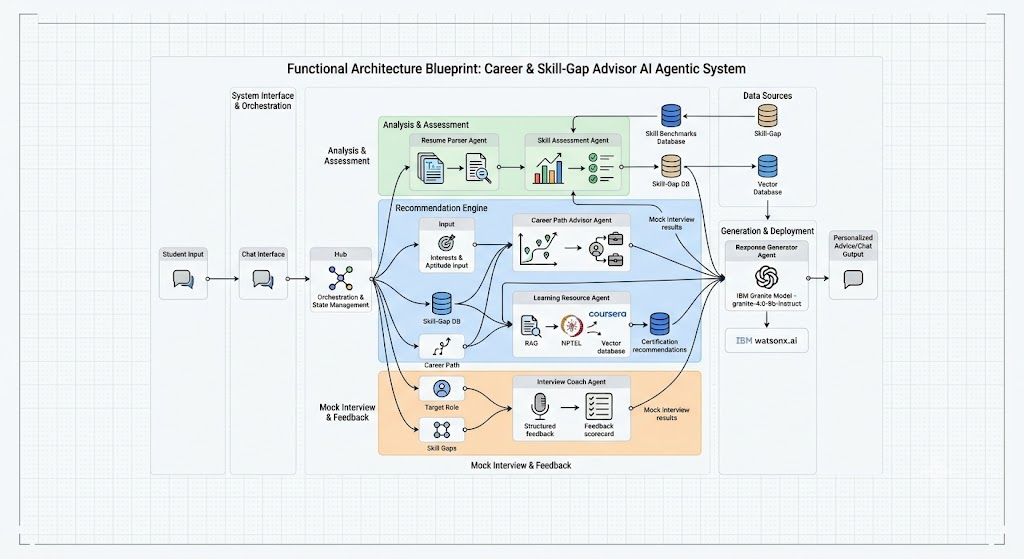 Functional Architecture Blueprint: Career & Skill-Gap Advisor AI Agentic System
System Interface
& Orchestration
Data Sources
Analysis & Assessment
Analysis &
Assessment
Resume Parser Agent
Skill Assessment Agent
Skill Benchmarks
Database
Skill-Gap
Skill-Gap DB
Vector
Database
Recommendation Engine
Input
Interests &
Aptitude input
Career Path Advisor Agent
Mock Interview
results
Generation & Deployment
Response Generator
Agent
IBM Granite Model -
granite-4.0-8b-instruct
IBM watsonx.ai
Personalized
Advice/Chat
Gutput
Student Input
Chat Interface
Hub
Orchestration &
State Management
Skill-Gap DB
Career Path
Learning Resource Agent
coursera
RAG
NPTEL
Vector
database
Certification
recommendations
Mock Interview
& Feedback
Target Role
Skill Gaps
Interview Coach Agent
Structured
feedback
Feedback
scorecard
Mock Interview
results
Mock Interview & Feedback